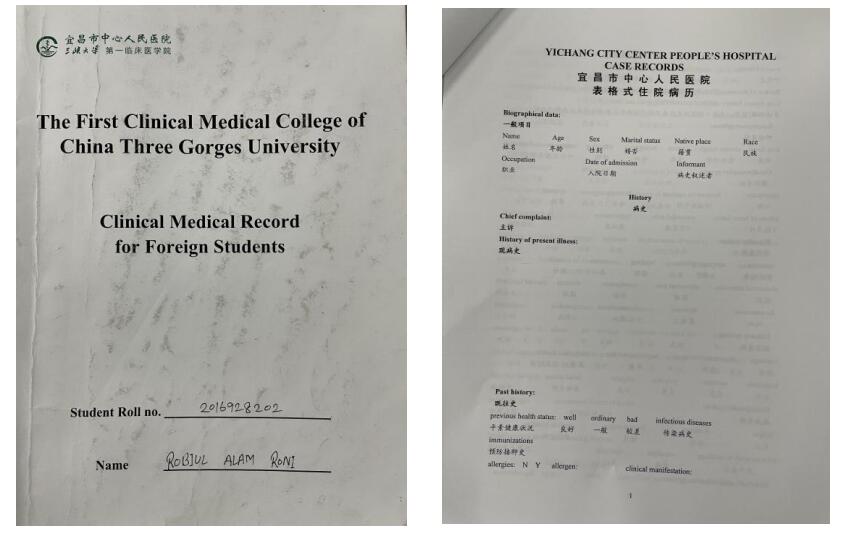 宜昌市中心人民医院
三峡大学 第一临床医学院
The First Clinical Medical College of
China Three Gorges University
Clinical Medical Record
for Foreign Students
Student Roll no. 2016928202
Name ROBIUL ALAM RONI
YICHANG CITY CENTER PEOPLE'S HOSPITAL
CASE RECORDS
宜昌市中心人民医院
表格式住院病历
Biographical data:
一般项目
Name Age Sex Marital status Native place Race
姓名 年龄 性别 婚否 籍贯 民族
Occupation Date of admission Informant
职业 入院日期 病史叙述者
History
病史
Chief complaint:
主诉
History of present illness:
现病史
Past history:
既往史
previous health status: well ordinary bad infectious diseases
平素健康状况 良好 一般 较差 传染病史
immunizations
预防接种史
allergies: N Y allergen: clinical manifestation:
1